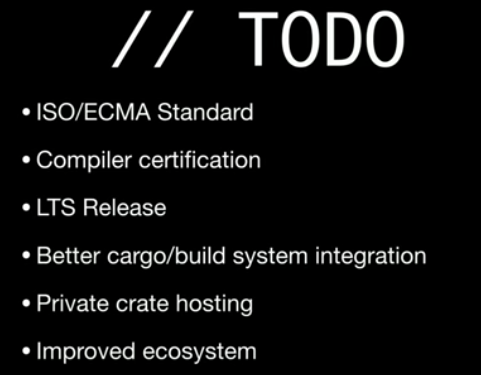 // TODO
• ISO/ECMA Standard
• Compiler certification
• LTS Release
• Better cargo/build system integration
• Private crate hosting
• Improved ecosystem